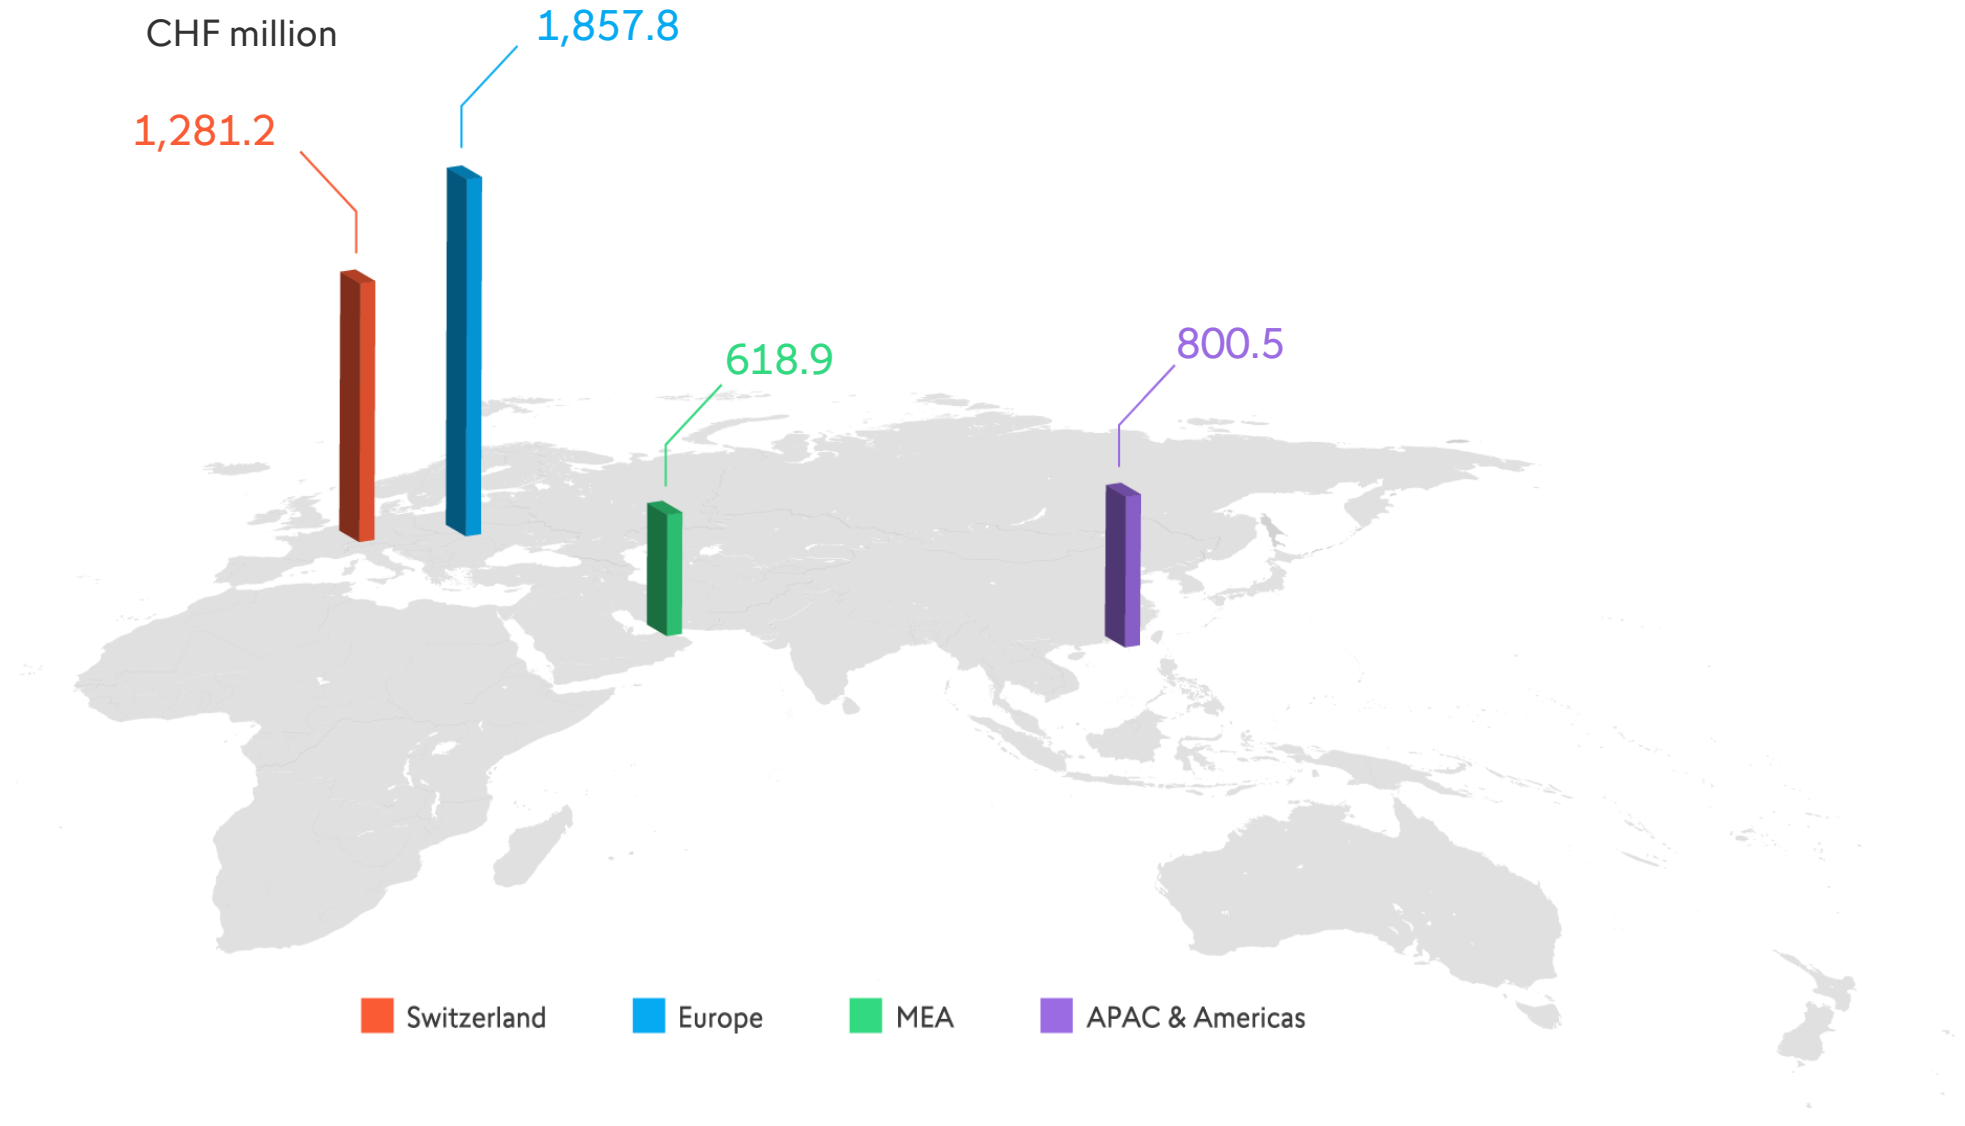 CHF million
1,857.8
1,281.2
618.9
800.5
Switzerland
Europe
MEA
APAC & Americas